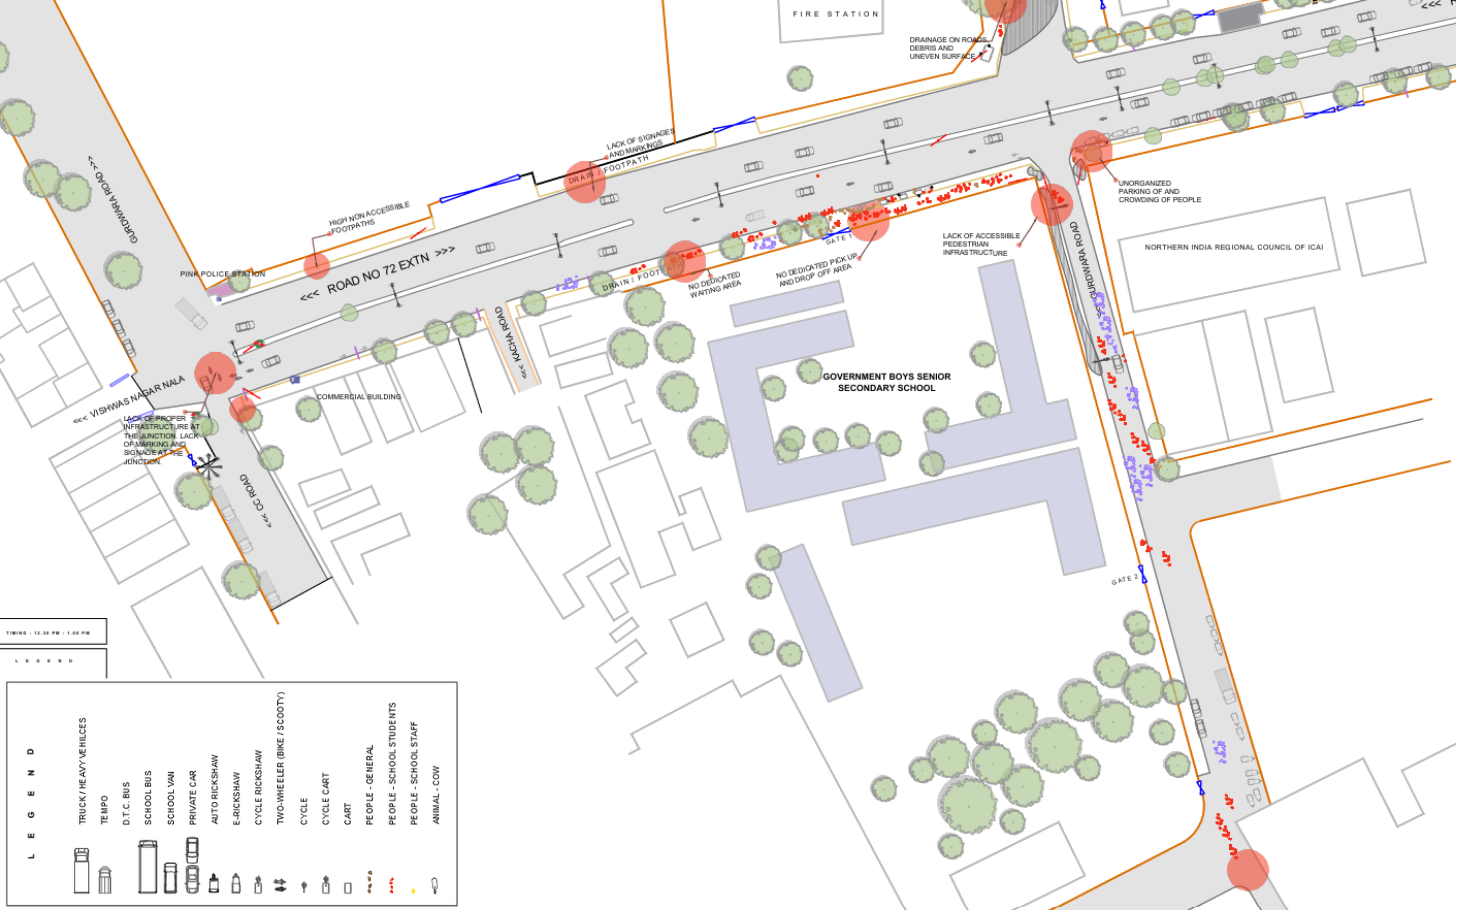 FIRE STATION
<<< R
DRAINAGE ON ROADS,
DEBRIS AND
UNEVEN SURFACE
LACK OF SIGNAGES
AND MARKINGS
DRAIN / FOOTPATH
GURDWARA ROAD >>>
HIGH NON ACCESSIBLE
FOOTPATHS
UNORGANIZED
PARKING OF AND
CROWDING OF PEOPLE
LACK OF ACCESSIBLE
PEDESTRIAN
INFRASTRUCTURE
NORTHERN INDIA REGIONAL COUNCIL OF ICAI
GATE 1
PINK POLICE STATION
<<< ROAD NO 72 EXTN >>>
DRAIN / FOOT
NO DEDICATED
WAITING AREA
NO DEDICATED PICK UP
AND DROP OFF AREA
<<< GURDWARA ROAD
<<< KACHA ROAD
GOVERNMENT BOYS SENIOR
SECONDARY SCHOOL
<<< VISHWAS NAGAR NALA
COMMERCIAL BUILDING
LACK OF PROPER
INFRASTRUCTURE AT
THE JUNCTION. LACK
OF MARKING AND
SIGNAGE AT THE
JUNCTION.
<<< CC ROAD
GATE 2
TIMING : 12.30 PM - 1.00 PM
LEGEND
LEGEND
TRUCK / HEAVY VEHILCES
TEMPO
D.T.C. BUS
SCHOOL BUS
SCHOOL VAN
PRIVATE CAR
AUTO RICKSHAW
E-RICKSHAW
CYCLE RICKSHAW
TWO-WHEELER (BIKE / SCOOTY)
CYCLE
CYCLE CART
CART
PEOPLE - GENERAL
PEOPLE - SCHOOL STUDENTS
PEOPLE - SCHOOL STAFF
ANIMAL - COW